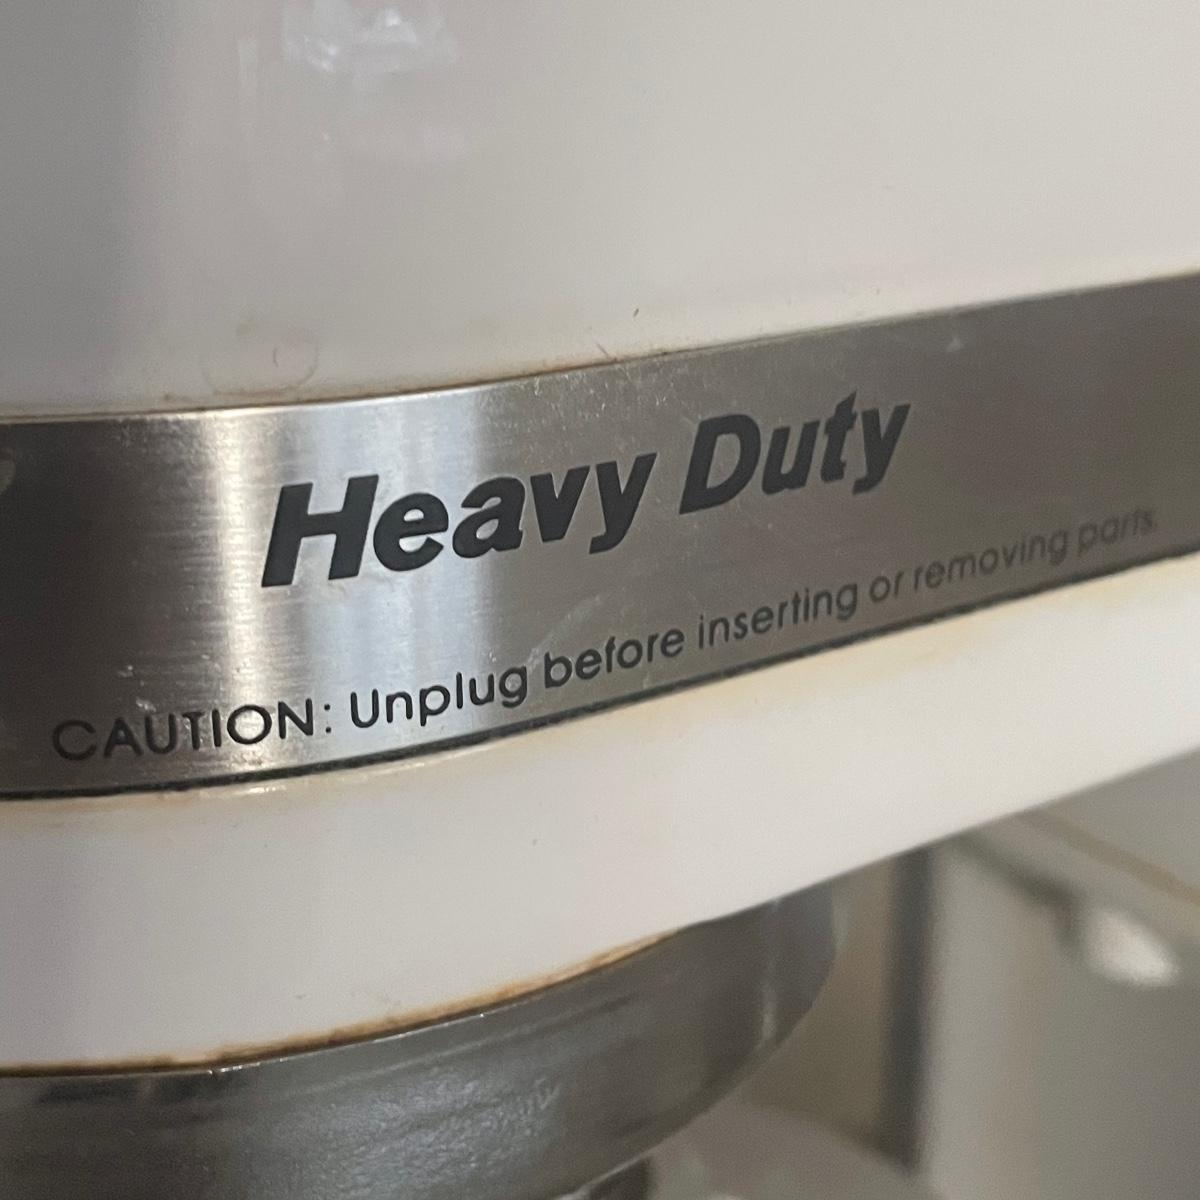 Heavy Duty
CAUTION: Unplug before inserting or removing parts.